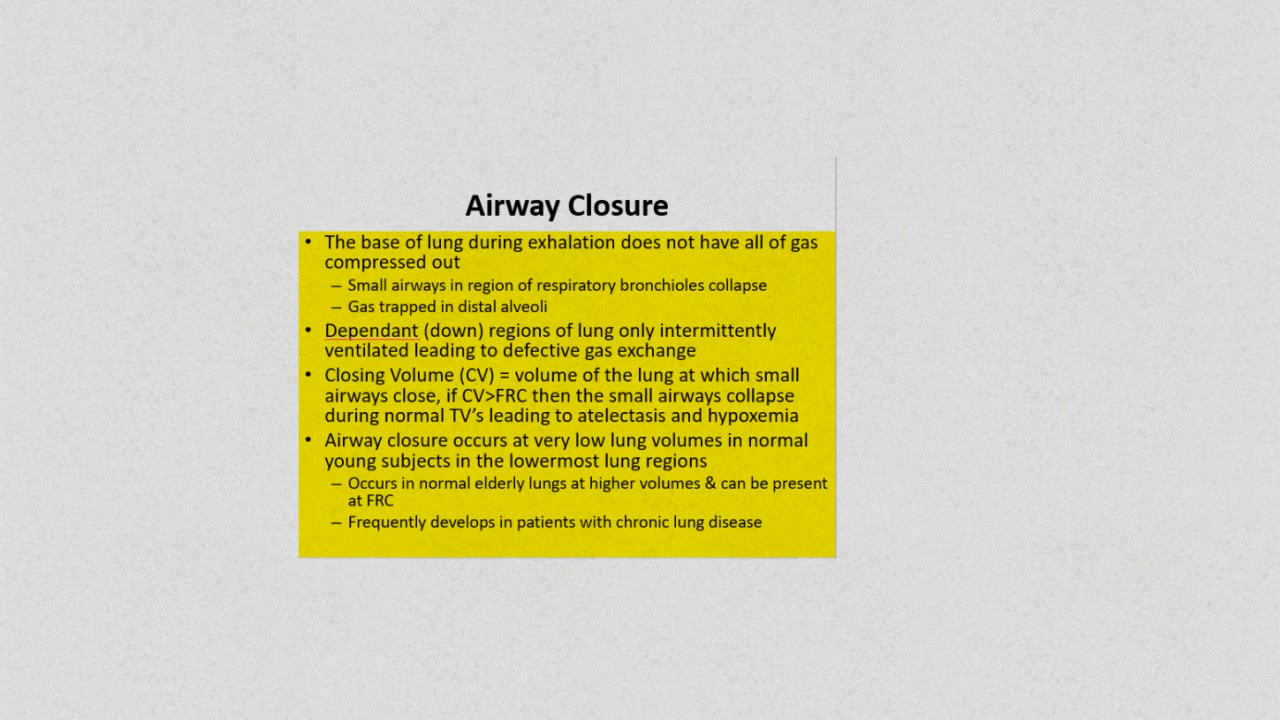 Airway Closure
• The base of lung during exhalation does not have all of gas
compressed out
– Small airways in region of respiratory bronchioles collapse
– Gas trapped in distal alveoli
• Dependant (down) regions of lung only intermittently
ventilated leading to defective gas exchange
• Closing Volume (CV) = volume of the lung at which small
airways close, if CV>FRC then the small airways collapse
during normal TV's leading to atelectasis and hypoxemia
• Airway closure occurs at very low lung volumes in normal
young subjects in the lowermost lung regions
– Occurs in normal elderly lungs at higher volumes & can be present
at FRC
– Frequently develops in patients with chronic lung disease